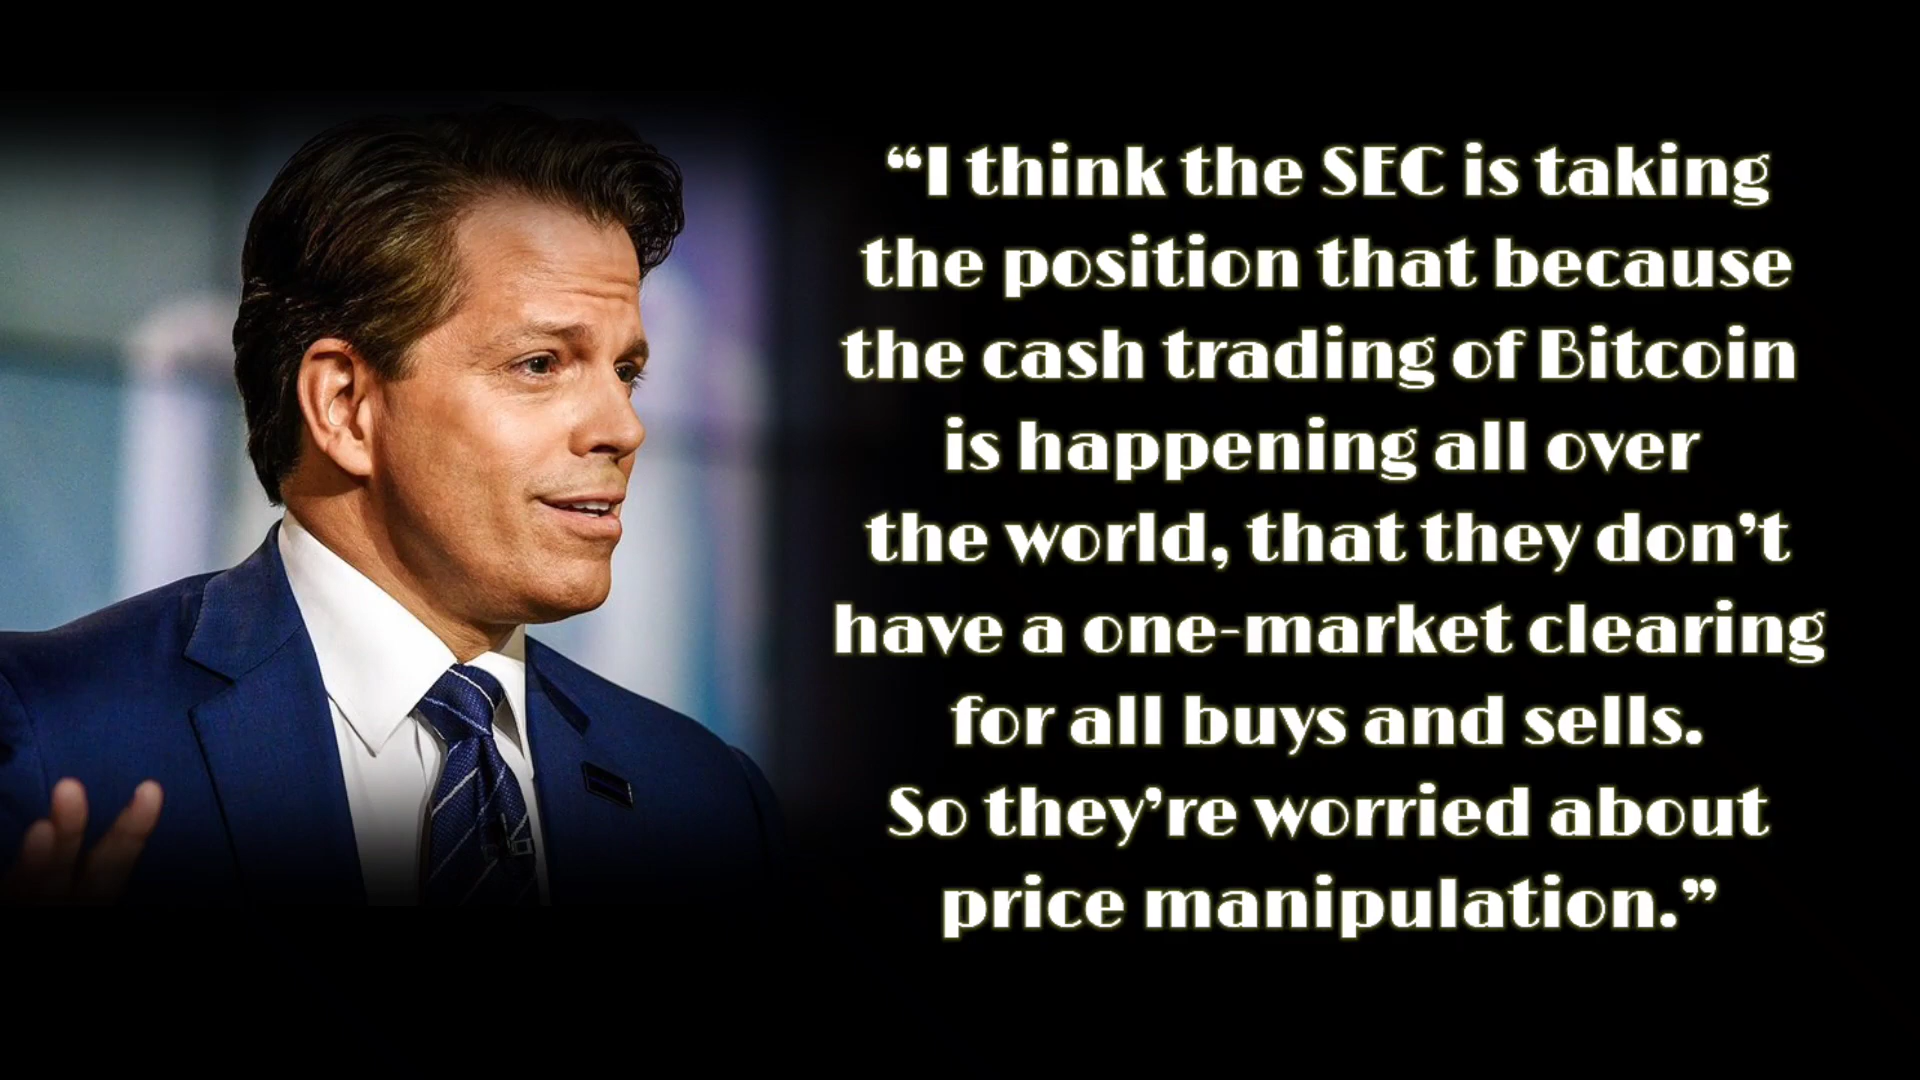 “I think the SEC is taking
the position that because
the cash trading of Bitcoin
is happening all over
the world, that they don’t
have a one-market clearing
for all buys and sells.
So they’re worried about
price manipulation.”